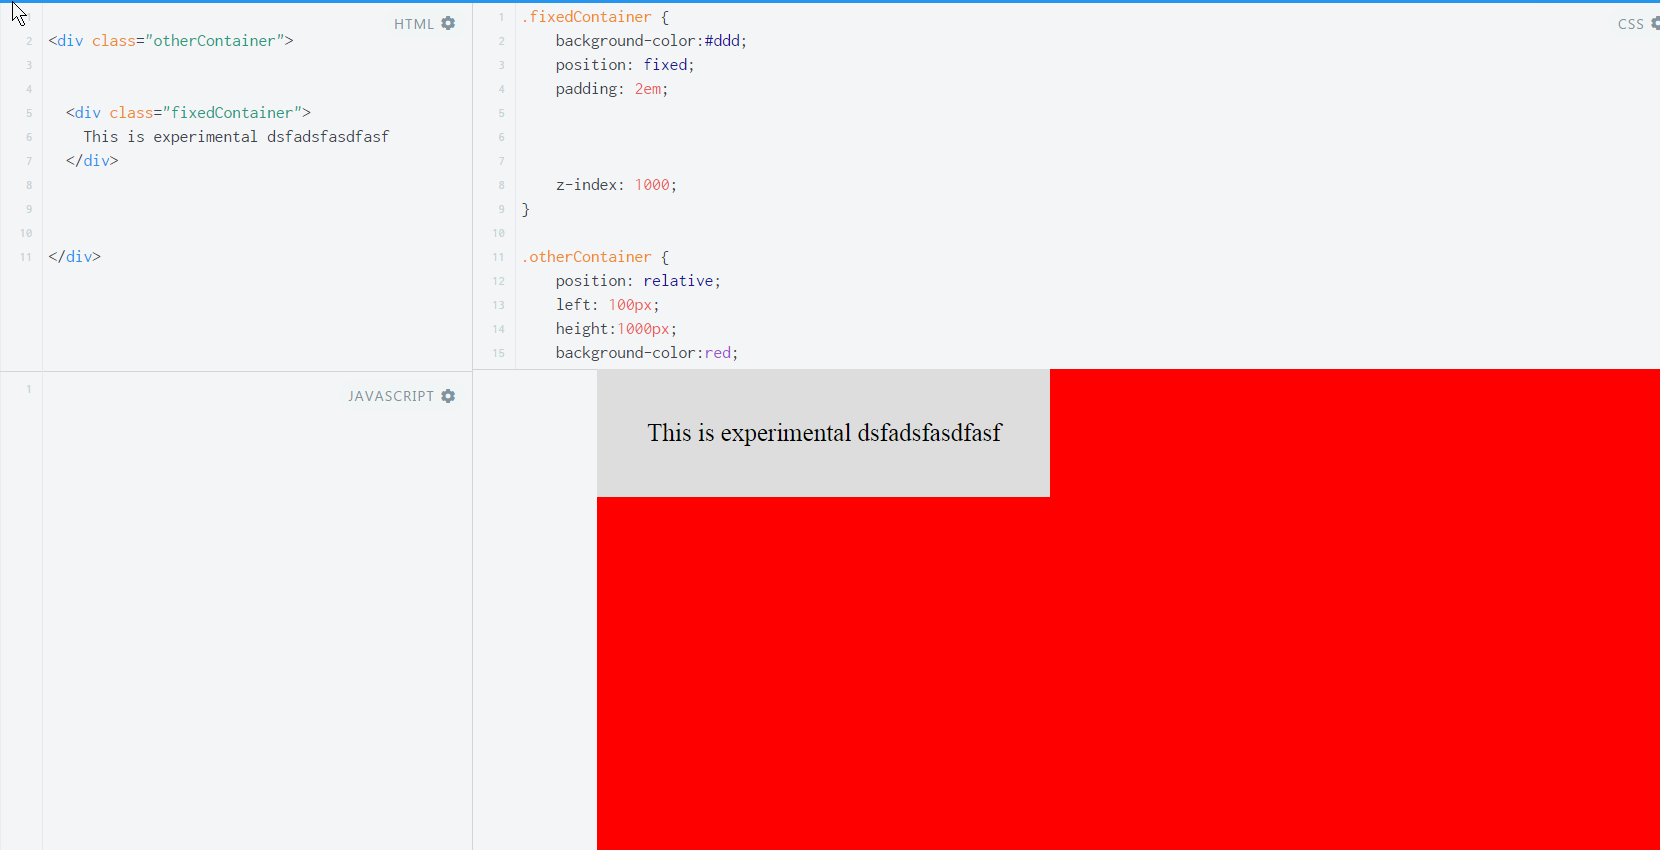 HTML
1
2 <div class="otherContainer">
3
4
5 <div class="fixedContainer">
6 This is experimental dsfadsfasdfasf
7 </div>
8
9
10
11 </div>
CSS
1 .fixedContainer {
2 background-color:#ddd;
3 position: fixed;
4 padding: 2em;
5
6
7
8 z-index: 1000;
9 }
10
11 .otherContainer {
12 position: relative;
13 left: 100px;
14 height:1000px;
15 background-color:red;
JAVASCRIPT
1
This is experimental dsfadsfasdfasf